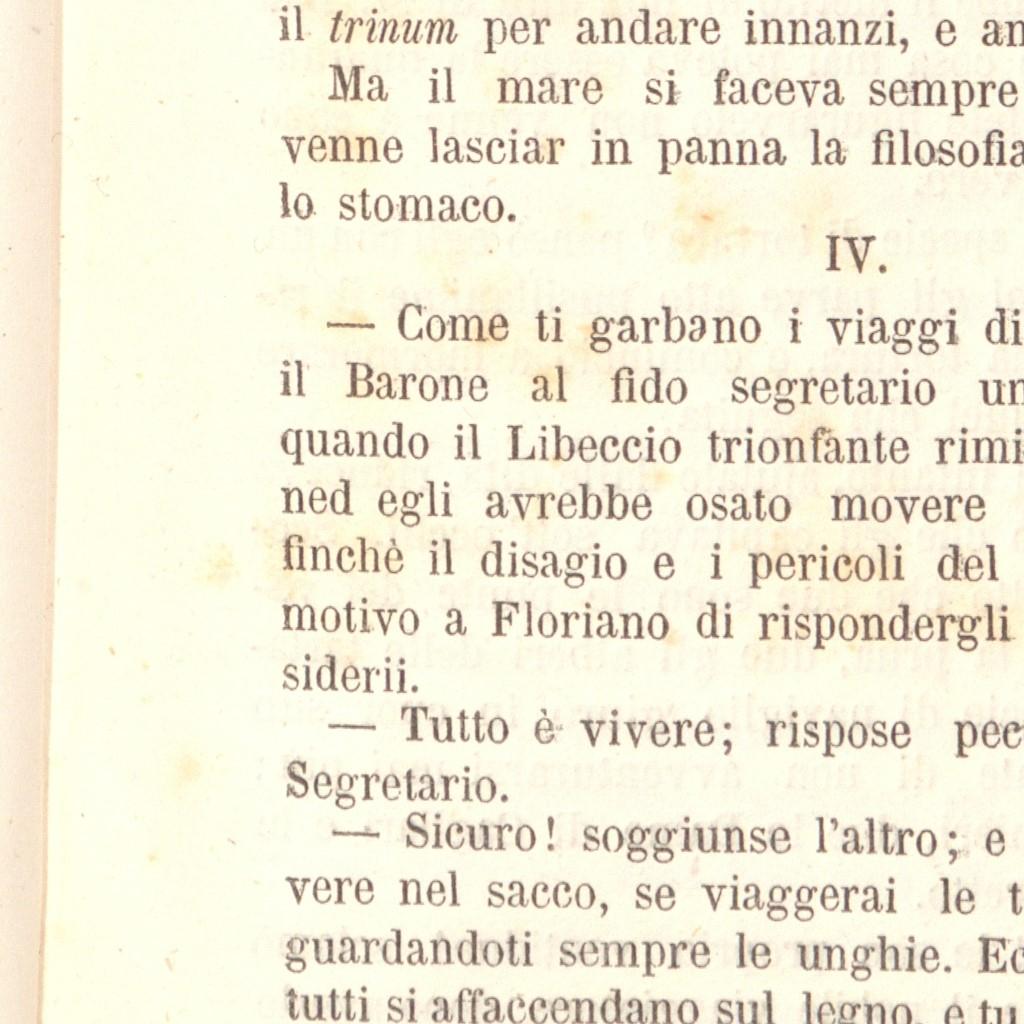 il trinum per andare innanzi, e an
Ma il mare si faceva sempre
venne lasciar in panna la filosofia
lo stomaco.
IV.
— Come ti garbano i viaggi di
il Barone al fido segretario un
quando il Libeccio trionfante rimi
ned egli avrebbe osato movere
finchè il disagio e i pericoli del
motivo a Floriano di rispondergli
siderii.
— Tutto è vivere; rispose pec
Segretario.
— Sicuro! soggiunse l'altro; e
vere nel sacco, se viaggerai le t
guardandoti sempre le unghie. Ec
tutti si affaccendano sul legno, e tu